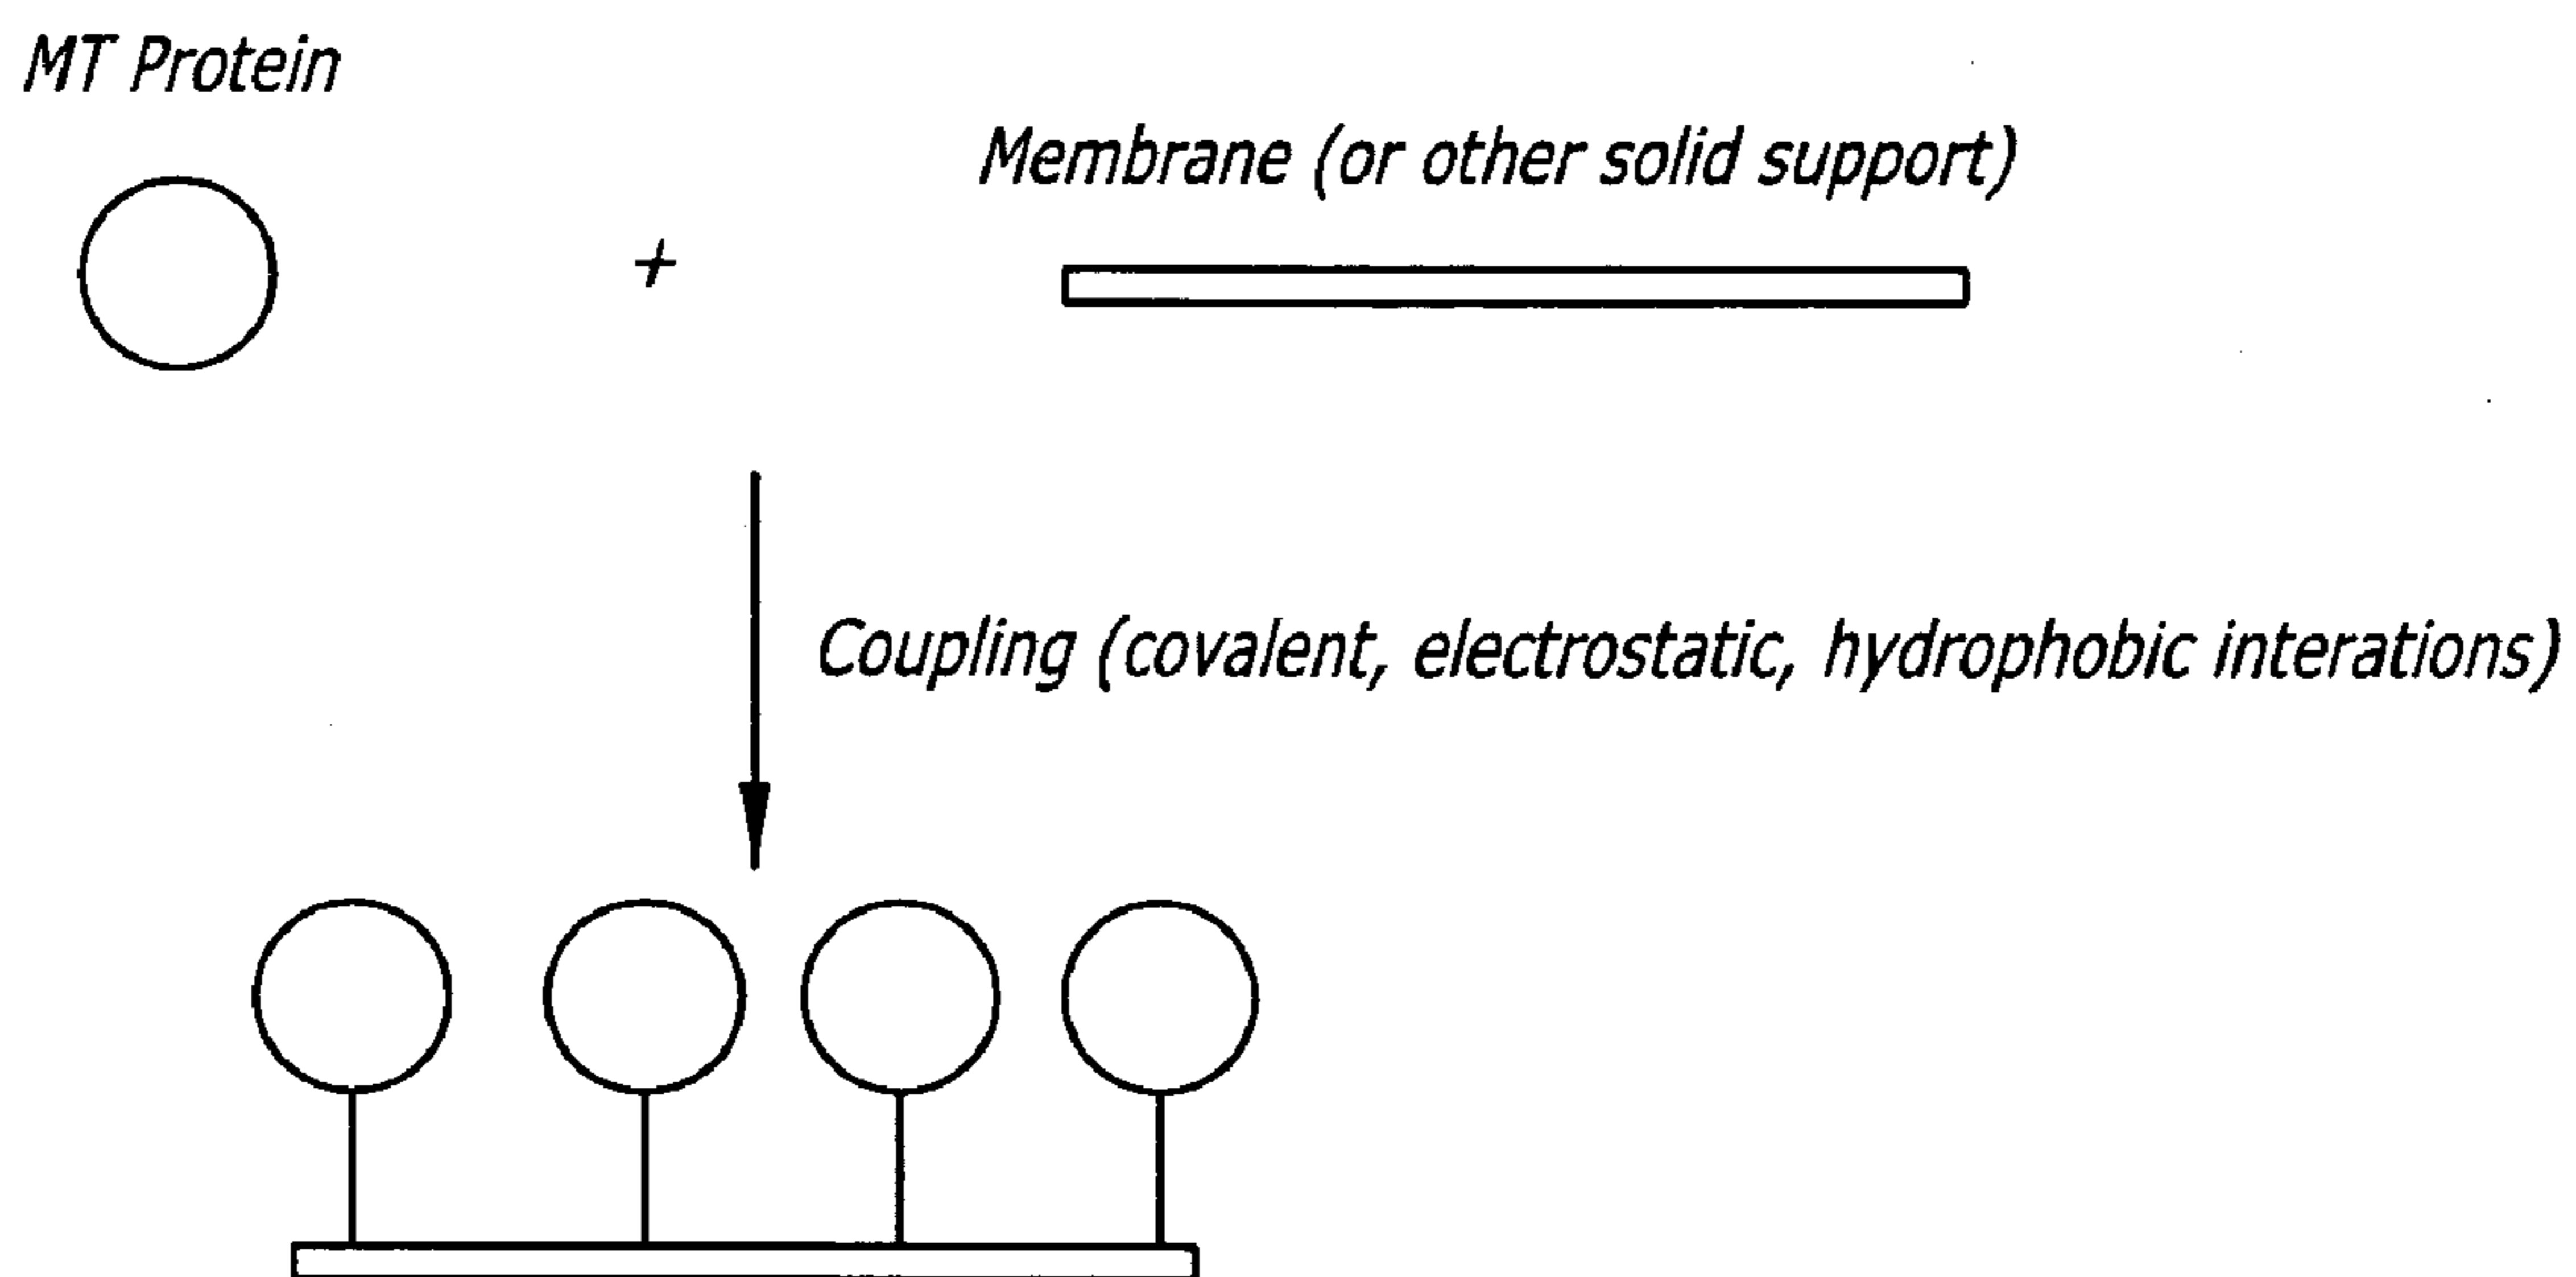 MT Protein
Membrane (or other solid support)
+
Coupling (covalent, electrostatic, hydrophobic interations)